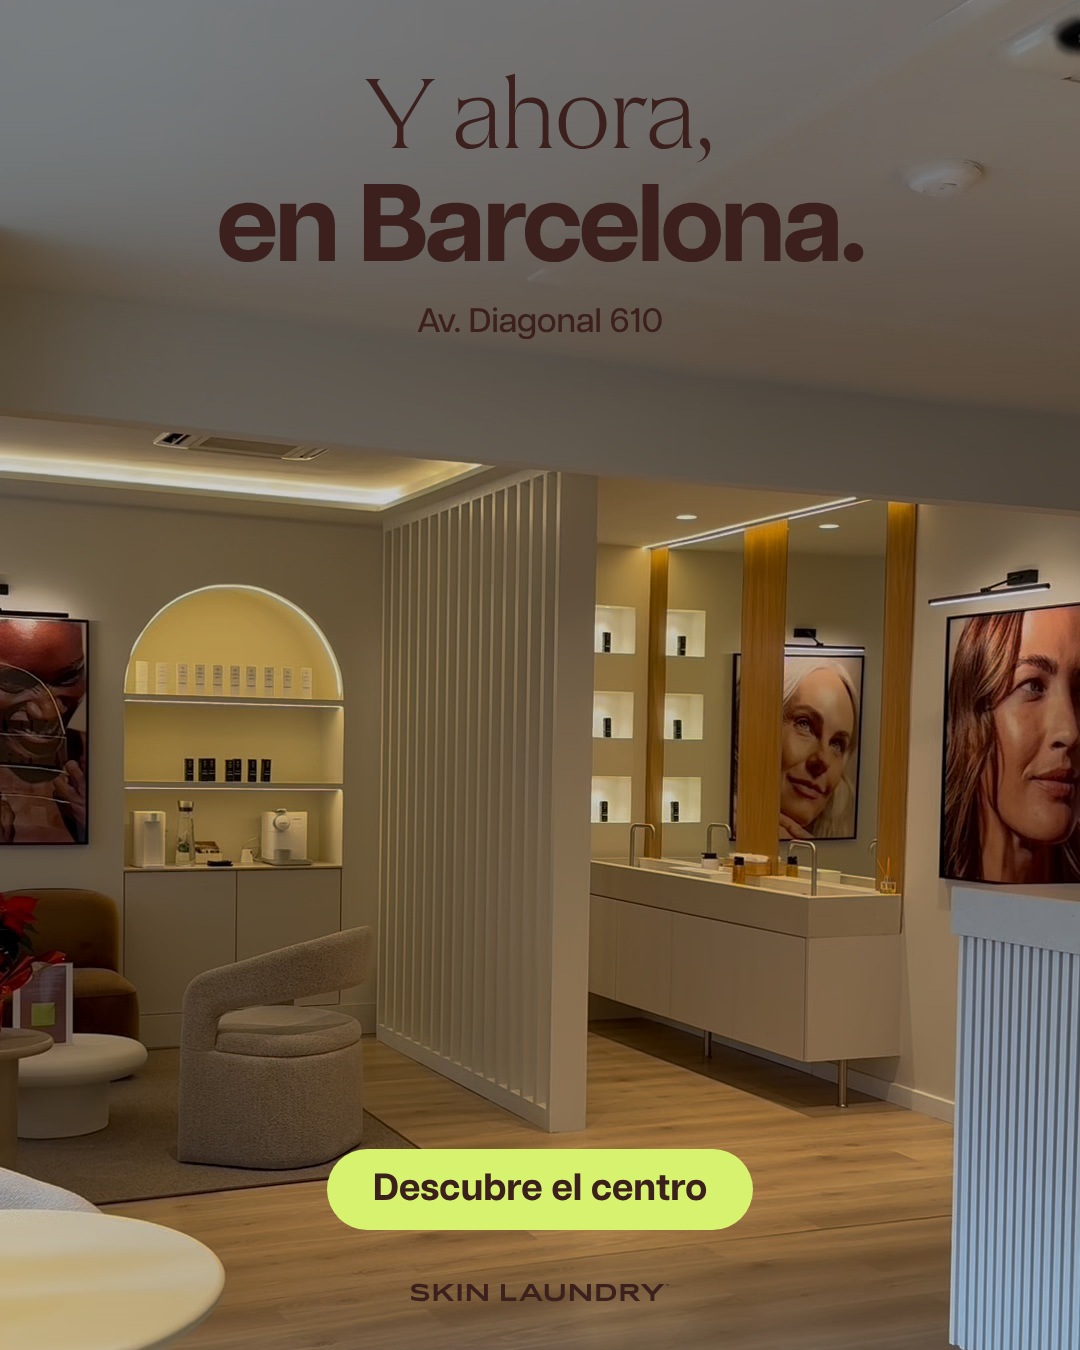 Y ahora,
en Barcelona.
Av. Diagonal 610
Descubre el centro
SKIN LAUNDRY